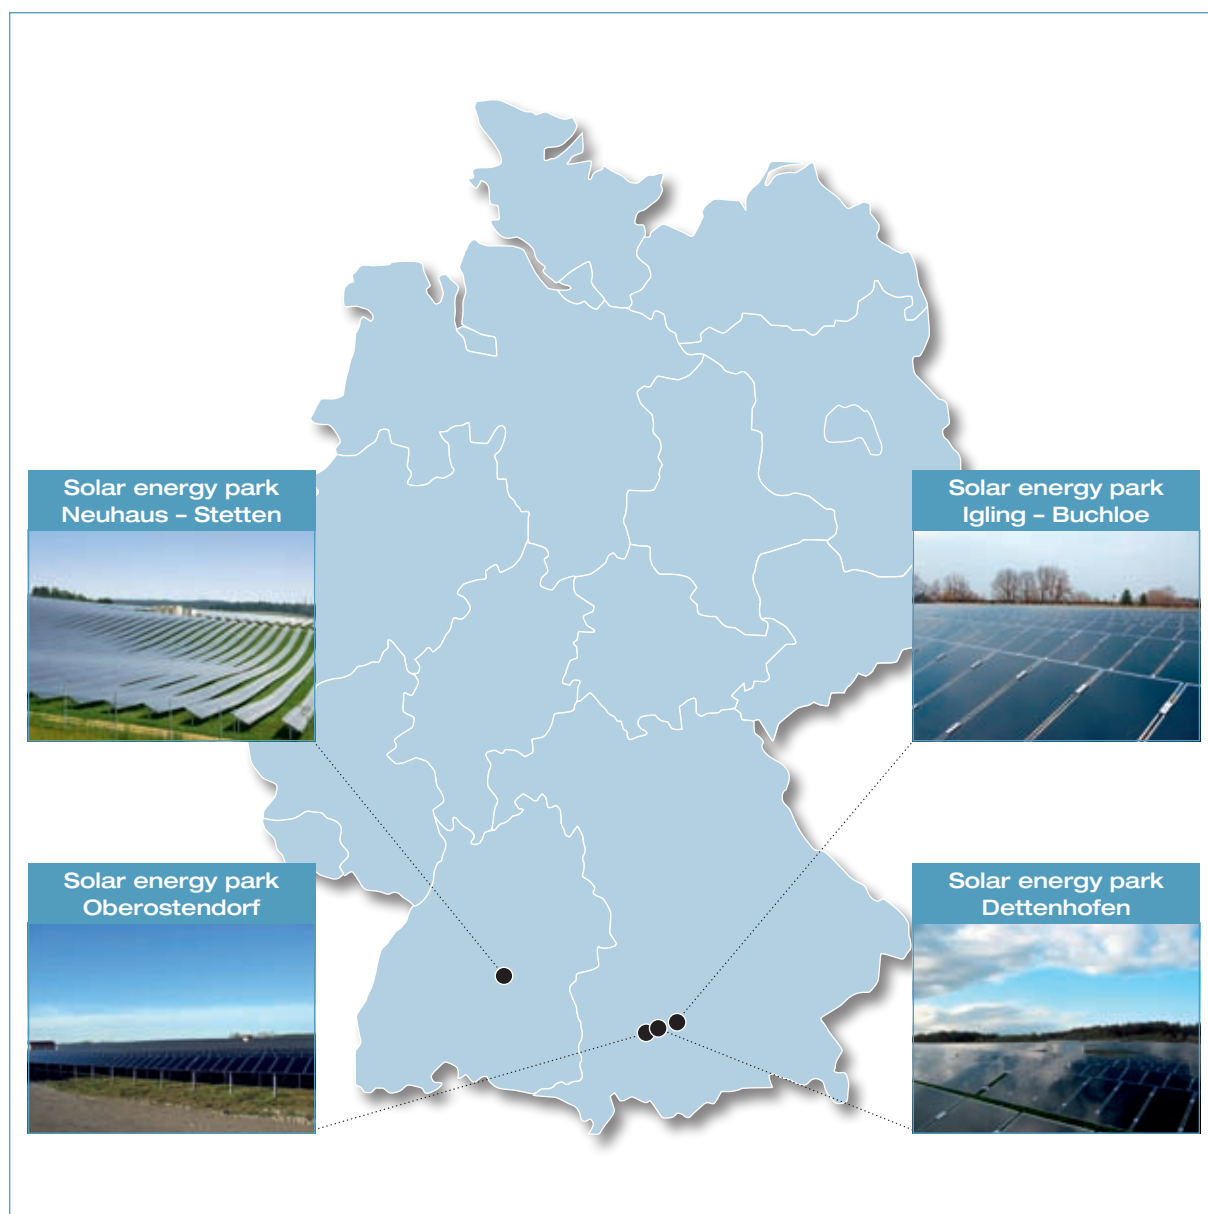 Solar energy park
Neuhaus – Stetten
Solar energy park
Igling – Buchloe
Solar energy park
Oberostendorf
Solar energy park
Dettenhofen